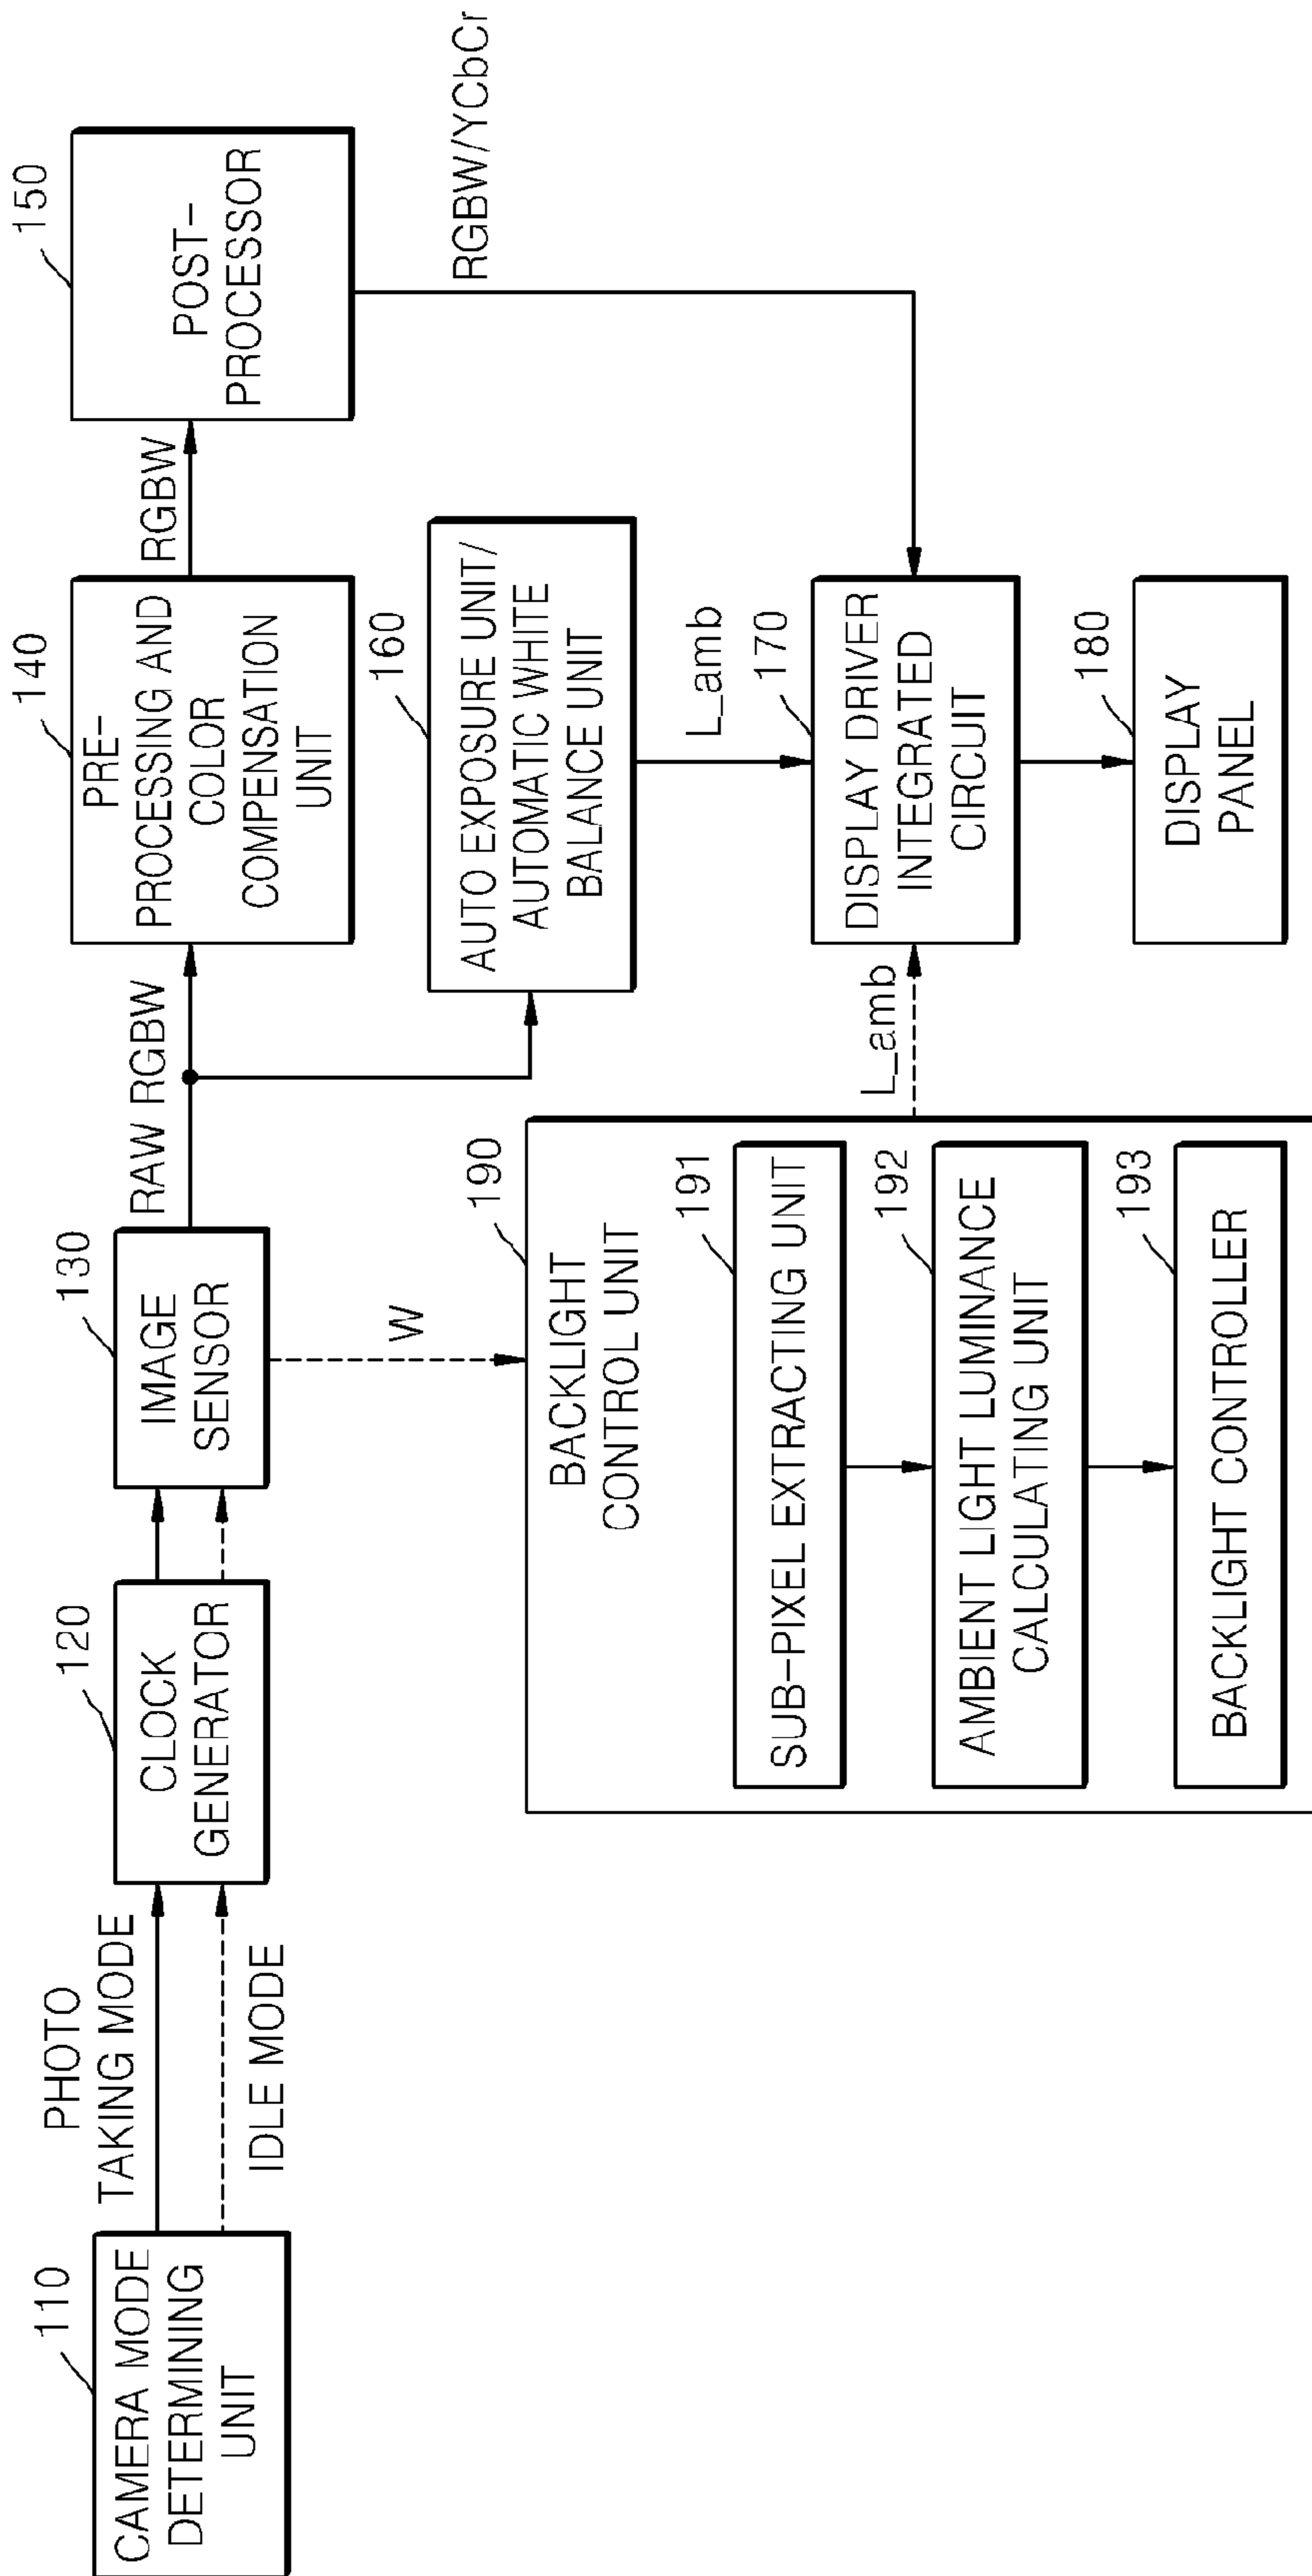 110
CAMERA MODE
DETERMINING
UNIT
PHOTO
TAKING MODE
IDLE MODE
120
CLOCK
GENERATOR
130
IMAGE
SENSOR
RAW RGBW
W
140
PRE-
PROCESSING AND
COLOR
COMPENSATION
UNIT
RGBW
150
POST-
PROCESSOR
RGBW/YCbCr
160
AUTO EXPOSURE UNIT/
AUTOMATIC WHITE
BALANCE UNIT
L_amb
190
BACKLIGHT
CONTROL UNIT
191
SUB-PIXEL EXTRACTING UNIT
192
AMBIENT LIGHT LUMINANCE
CALCULATING UNIT
193
BACKLIGHT CONTROLLER
L_amb
170
DISPLAY DRIVER
INTEGRATED
CIRCUIT
180
DISPLAY
PANEL